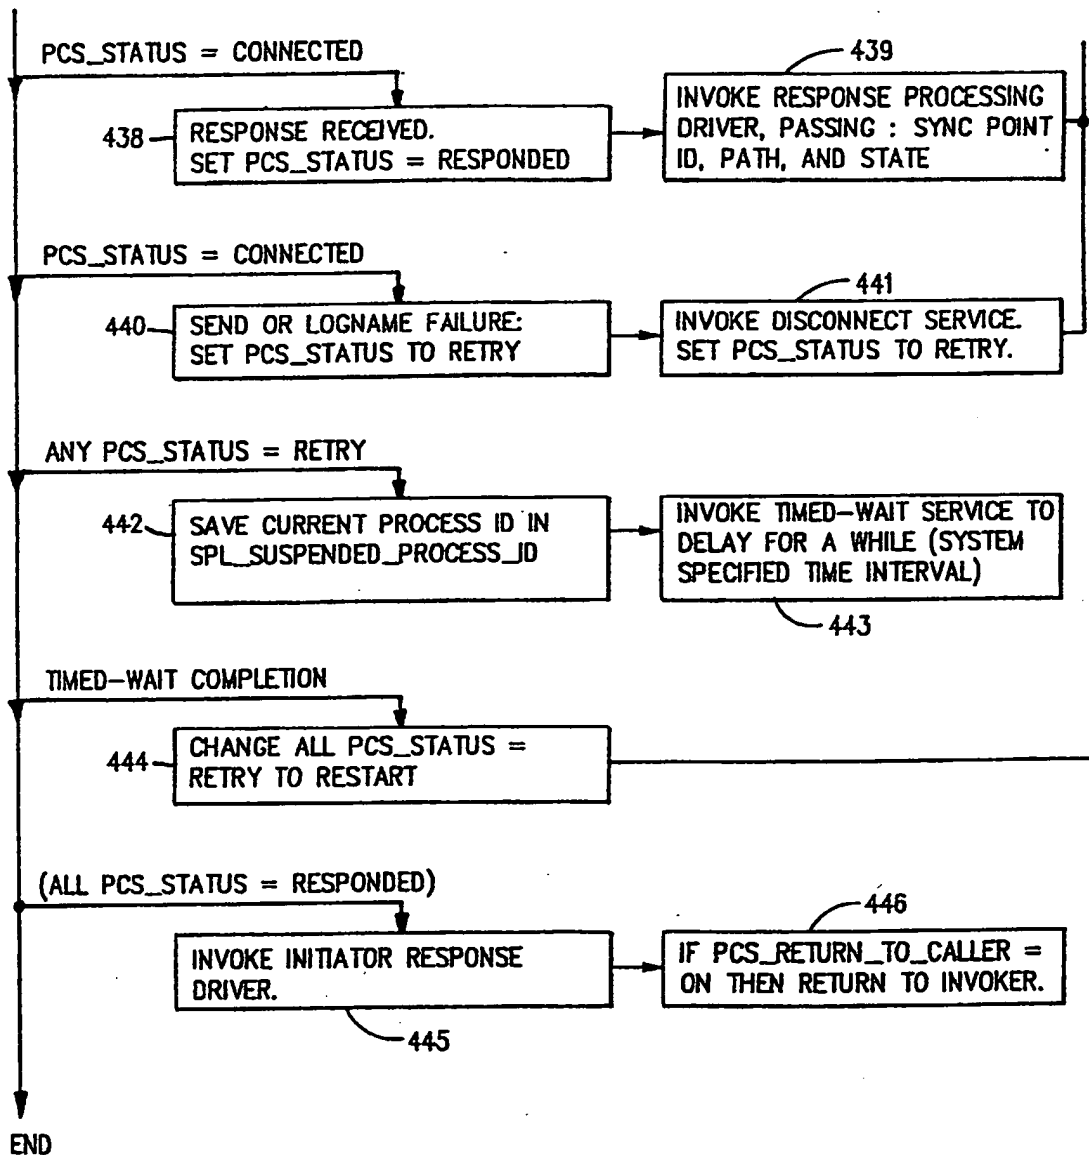 PCS_STATUS = CONNECTED
439
438
RESPONSE RECEIVED.
SET PCS_STATUS = RESPONDED
INVOKE RESPONSE PROCESSING
DRIVER, PASSING : SYNC POINT
ID, PATH, AND STATE
PCS_STATUS = CONNECTED
441
440
SEND OR LOGNAME FAILURE:
SET PCS_STATUS TO RETRY
INVOKE DISCONNECT SERVICE.
SET PCS_STATUS TO RETRY.
ANY PCS_STATUS = RETRY
442
SAVE CURRENT PROCESS ID IN
SPL_SUSPENDED_PROCESS_ID
INVOKE TIMED-WAIT SERVICE TO
DELAY FOR A WHILE (SYSTEM
SPECIFIED TIME INTERVAL)
443
TIMED-WAIT COMPLETION
444
CHANGE ALL PCS_STATUS =
RETRY TO RESTART
(ALL PCS_STATUS = RESPONDED)
446
INVOKE INITIATOR RESPONSE
DRIVER.
IF PCS_RETURN_TO_CALLER =
ON THEN RETURN TO INVOKER.
445
END